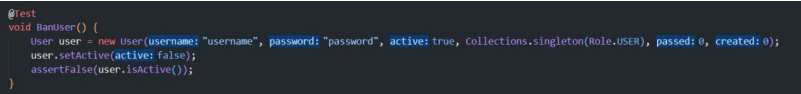 @Test
void BanUser() {
User user = new User(username: "username", password: "password", active: true, Collections.singleton(Role.USER), passed: 0, created: 0);
user.setActive(active: false);
assertFalse(user.isActive());
}